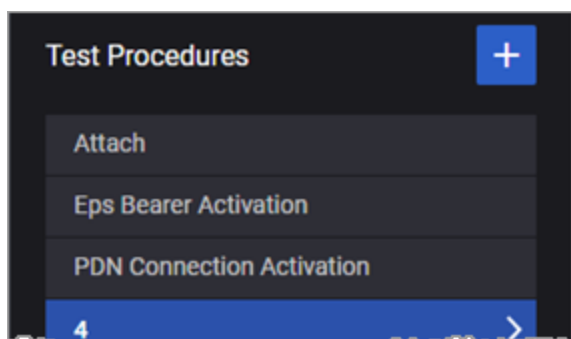 Test Procedures +
Attach
Eps Bearer Activation
PDN Connection Activation
4 >